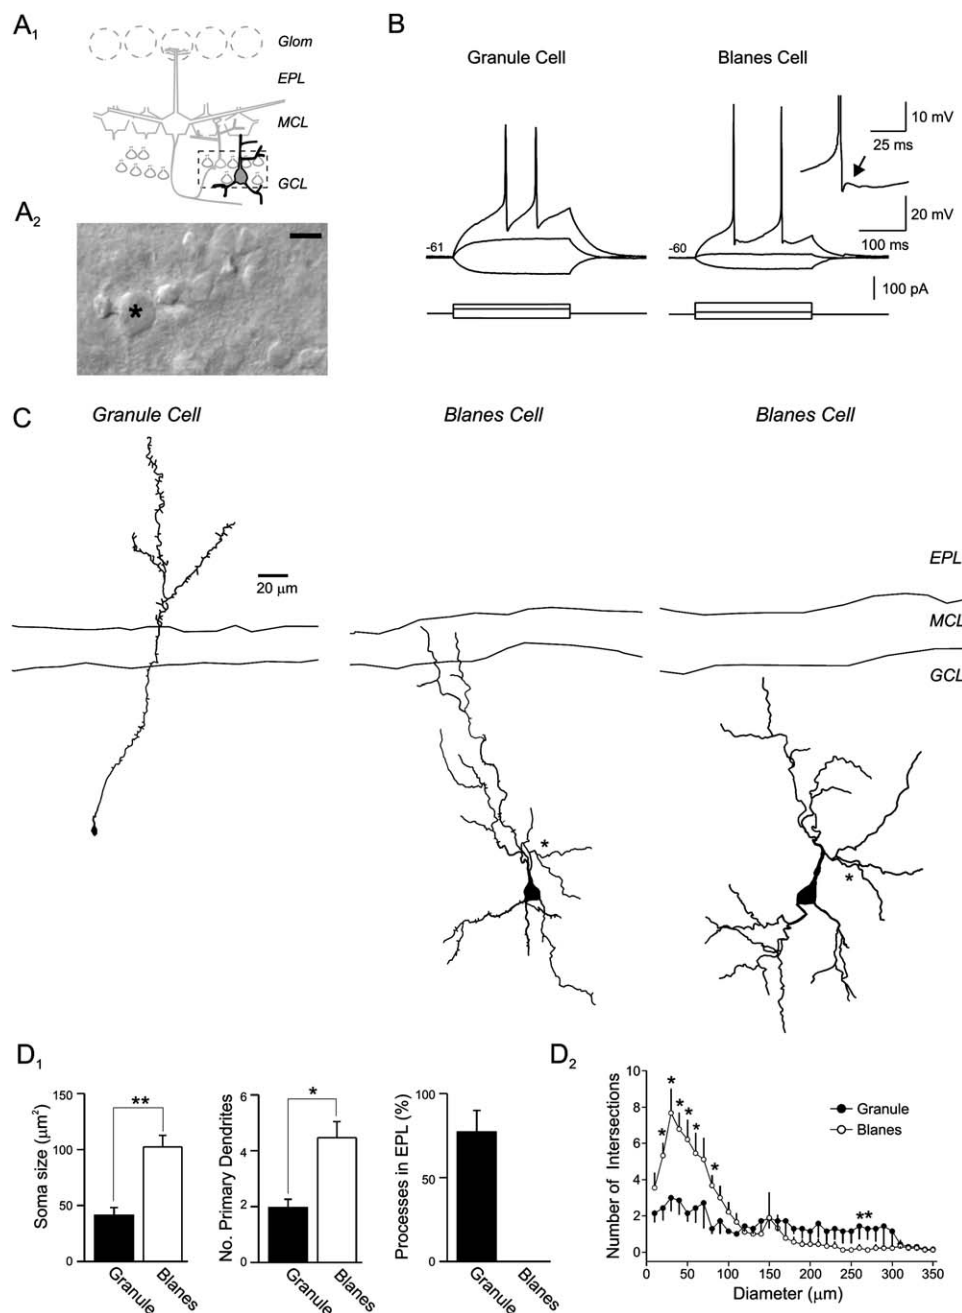 A1
Glom
EPL
MCL
GCL
A2
*
B
Granule Cell
Blanes Cell
10 mV
25 ms
20 mV
100 ms
-61
-60
100 pA
C
Granule Cell
Blanes Cell
Blanes Cell
20 μm
EPL
MCL
GCL
*
*
D1
Soma size (μm²)
150
100
50
0
**
Granule
Blanes
No. Primary Dendrites
6
4
2
0
*
Granule
Blanes
Processes in EPL (%)
100
50
0
Granule
Blanes
D2
Number of Intersections
10
8
6
4
2
0
* * * * * *
**
Granule
Blanes
0 50 100 150 200 250 300 350
Diameter (μm)